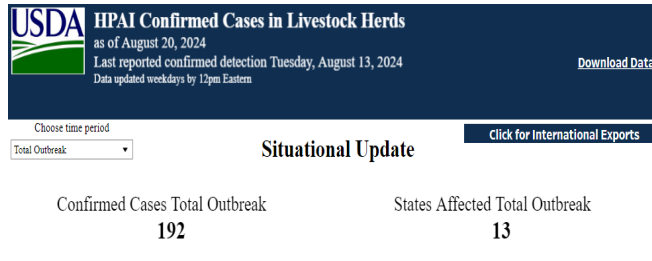 USDA
HPAI Confirmed Cases in Livestock Herds
as of August 20, 2024
Last reported confirmed detection Tuesday, August 13, 2024
Download Data
Data updated weekdays by 12pm Eastern
Choose time period
Total Outbreak
Situational Update
Click for International Exports
Confirmed Cases Total Outbreak
192
States Affected Total Outbreak
13